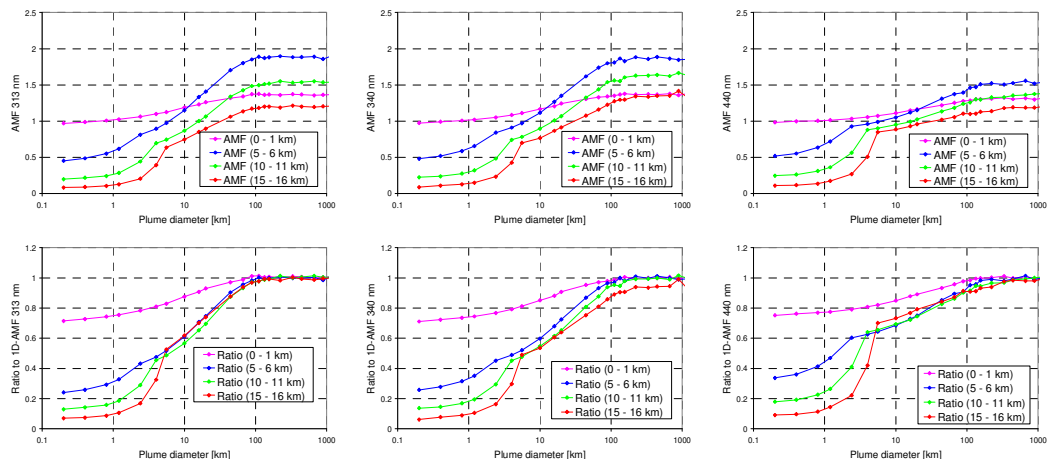 AMF 313 nm
2.5
2
1.5
1
0.5
0
AMF (0 - 1 km)
AMF (5 - 6 km)
AMF (10 - 11 km)
AMF (15 - 16 km)
0.1 1 10 100 1000
Plume diameter [km]
AMF 340 nm
2.5
2
1.5
1
0.5
0
AMF (0 - 1 km)
AMF (5 - 6 km)
AMF (10 - 11 km)
AMF (15 - 16 km)
0.1 1 10 100 1000
Plume diameter [km]
AMF 440 nm
2.5
2
1.5
1
0.5
0
AMF (0 - 1 km)
AMF (5 - 6 km)
AMF (10 - 11 km)
AMF (15 - 16 km)
0.1 1 10 100 1000
Plume diameter [km]
Ratio to 1D-AMF 313 nm
1.2
1
0.8
0.6
0.4
0.2
0
Ratio (0 - 1 km)
Ratio (5 - 6 km)
Ratio (10 - 11 km)
Ratio (15 - 16 km)
0.1 1 10 100 1000
Plume diameter [km]
Ratio to 1D-AMF 340 nm
1.2
1
0.8
0.6
0.4
0.2
0
Ratio (0 - 1 km)
Ratio (5 - 6 km)
Ratio (10 - 11 km)
Ratio (15 - 16 km)
0.1 1 10 100 1000
Plume diameter [km]
Ratio to 1D-AMF 440 nm
1.2
1
0.8
0.6
0.4
0.2
0
Ratio (0 - 1 km)
Ratio (5 - 6 km)
Ratio (10 - 11 km)
Ratio (15 - 16 km)
0.1 1 10 100 1000
Plume diameter [km]